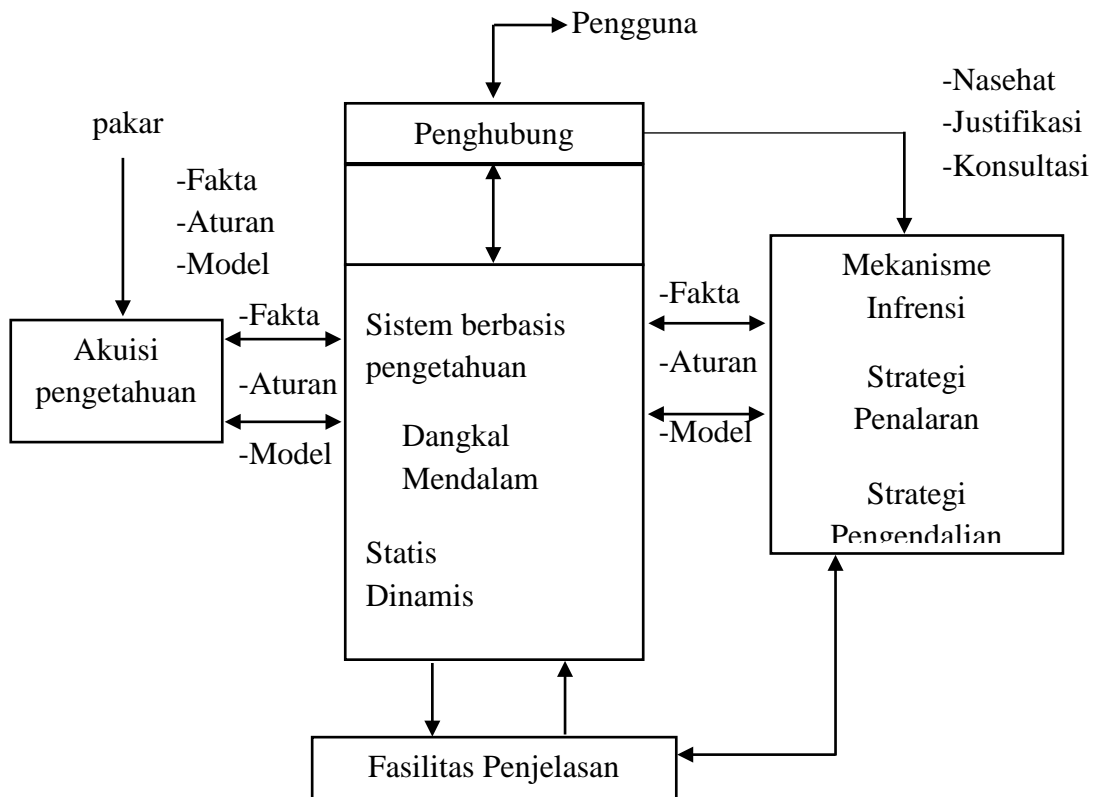 Pengguna
-Nasehat
-Justifikasi
-Konsultasi
Penghubung
pakar
-Fakta
-Aturan
-Model
Akuisi
pengetahuan
-Fakta
-Aturan
-Model
Sistem berbasis
pengetahuan
Dangkal
Mendalam
Statis
Dinamis
-Fakta
-Aturan
-Model
Mekanisme
Infrensi
Strategi
Penalaran
Strategi
Pengendalian
Fasilitas Penjelasan